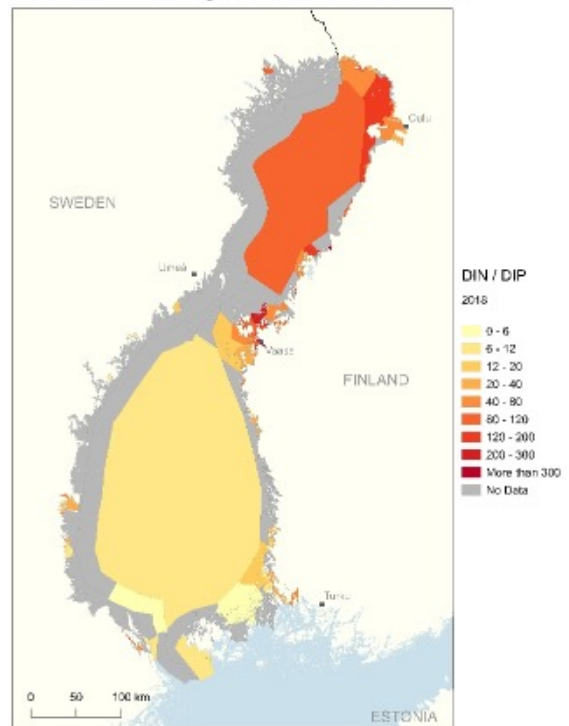 Oulu
SWEDEN
Umeå
Vaasa
FINLAND
Turku
ESTONIA
0 50 100 km
DIN / DIP
2018
0 - 6
6 - 12
12 - 20
20 - 40
40 - 80
80 - 120
120 - 200
200 - 300
More than 300
No Data